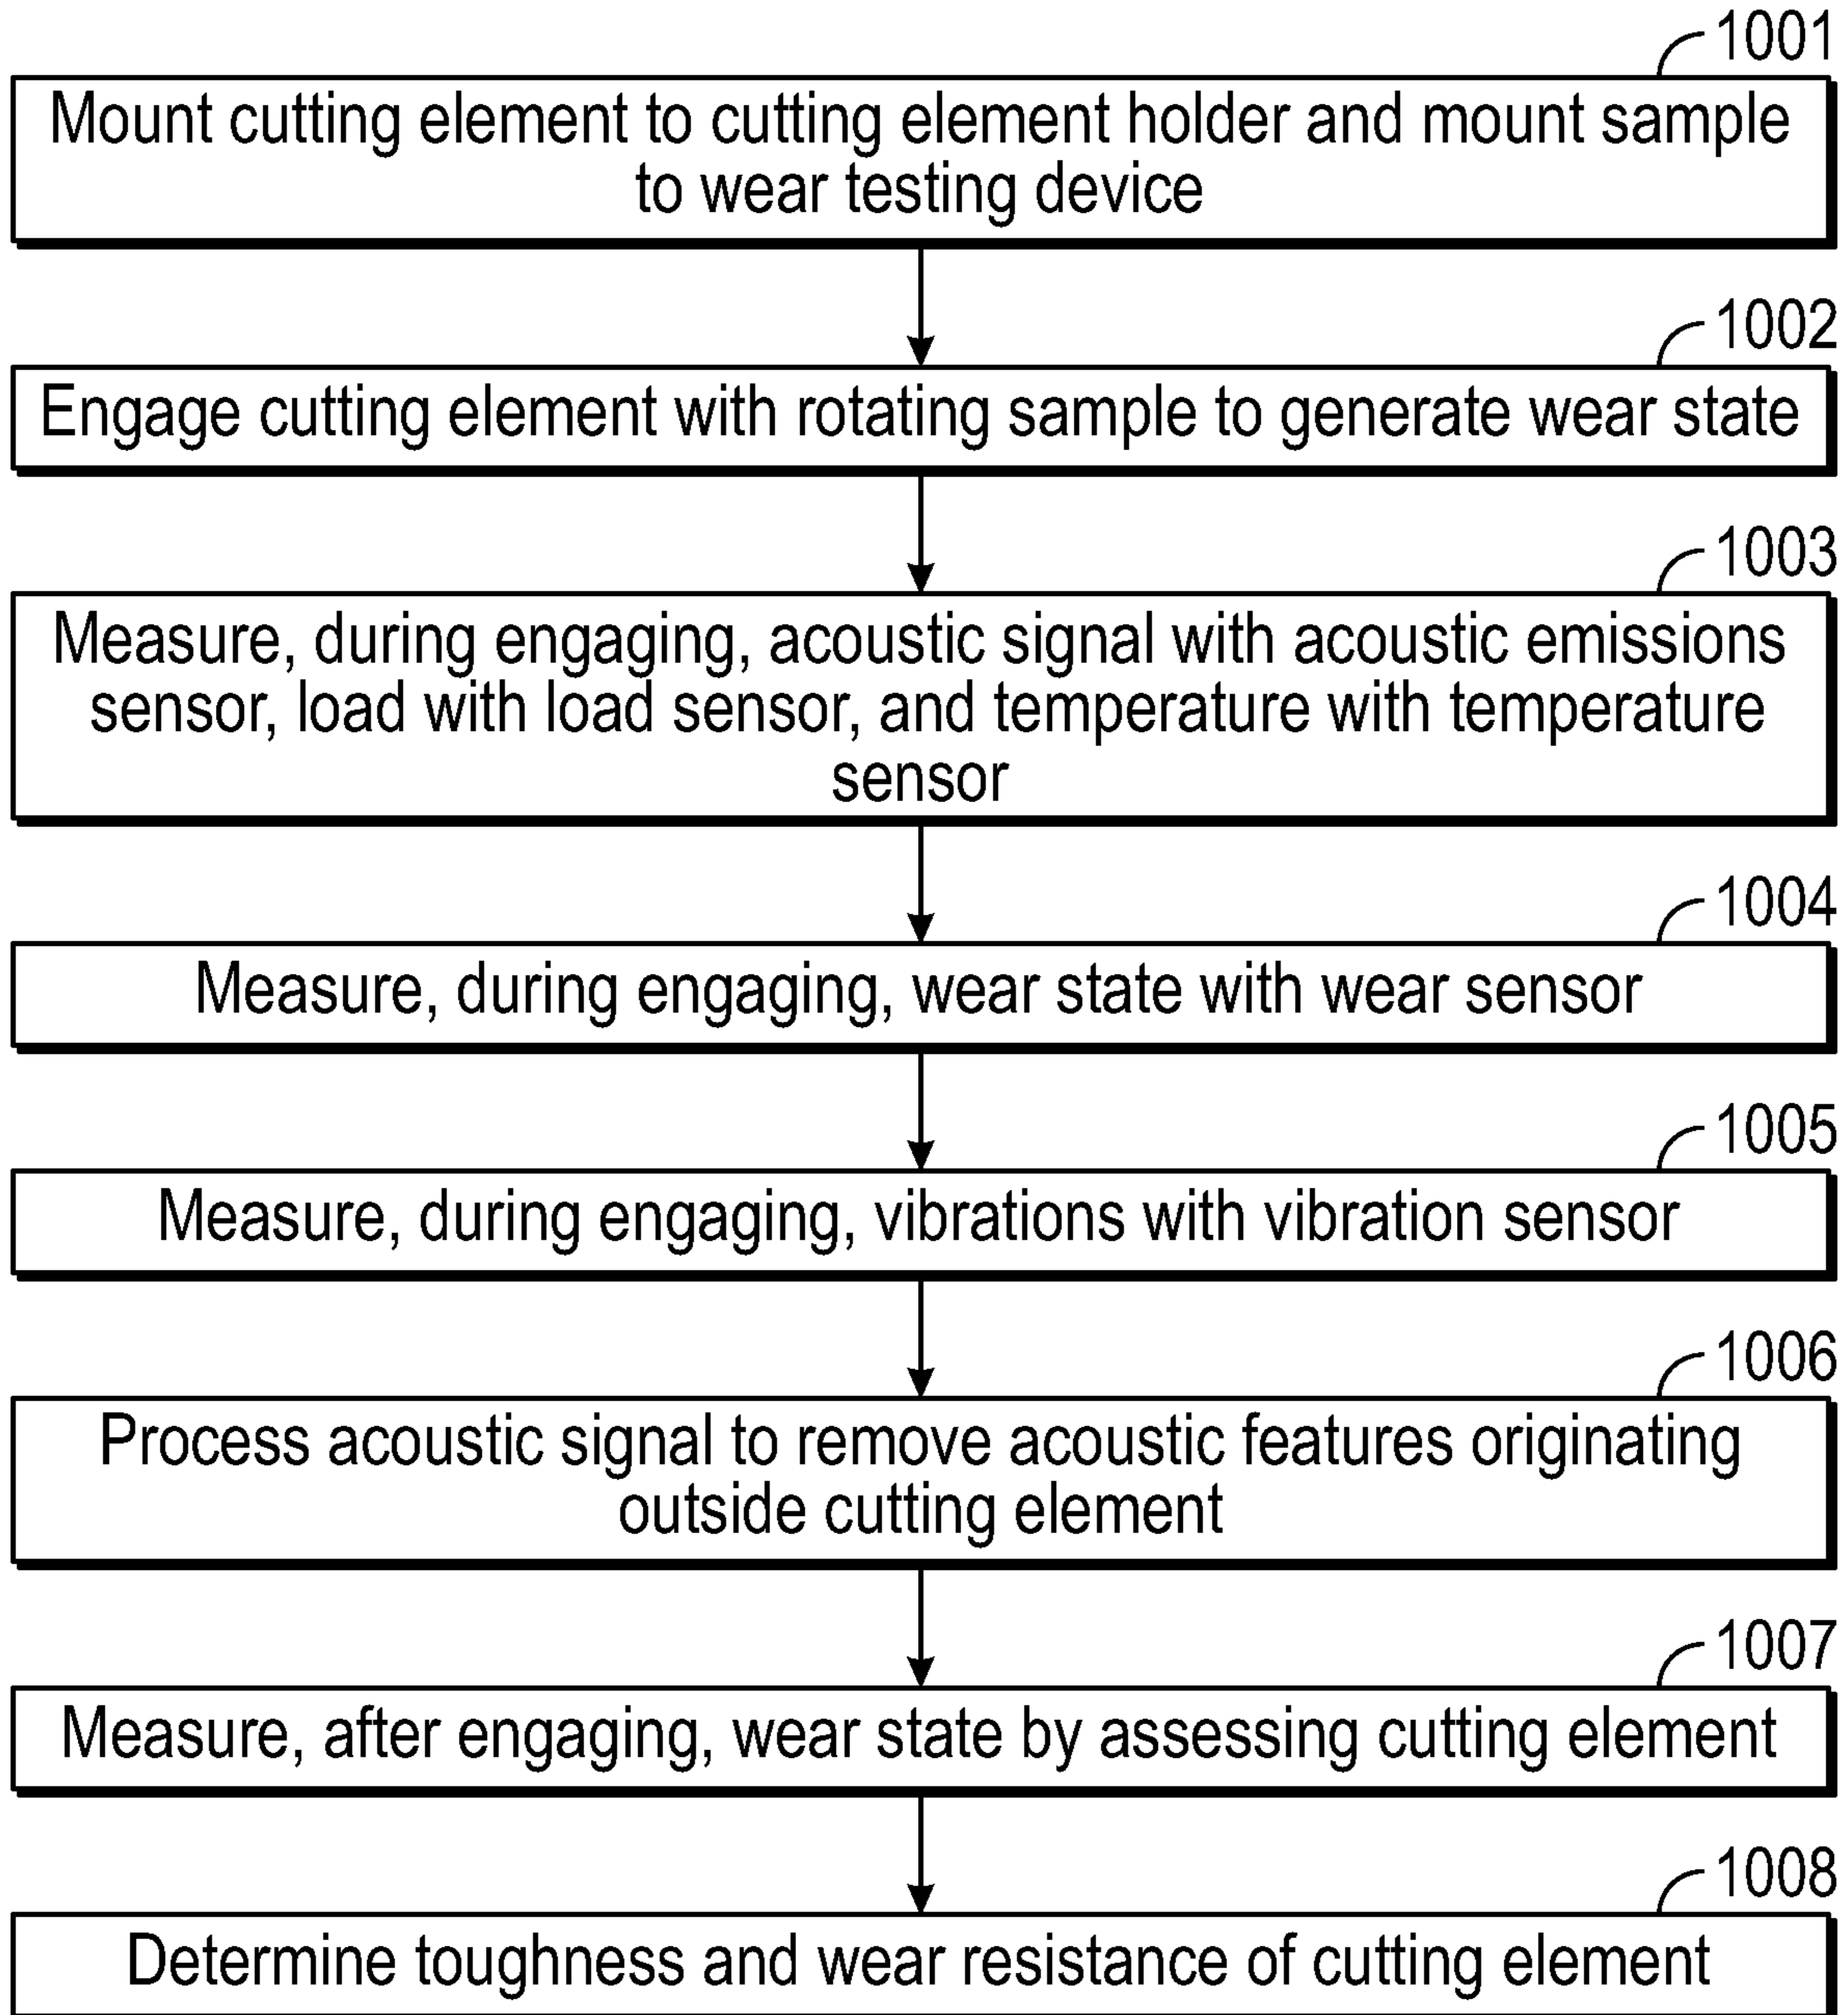 1001
Mount cutting element to cutting element holder and mount sample
to wear testing device
1002
Engage cutting element with rotating sample to generate wear state
1003
Measure, during engaging, acoustic signal with acoustic emissions
sensor, load with load sensor, and temperature with temperature
sensor
1004
Measure, during engaging, wear state with wear sensor
1005
Measure, during engaging, vibrations with vibration sensor
1006
Process acoustic signal to remove acoustic features originating
outside cutting element
1007
Measure, after engaging, wear state by assessing cutting element
1008
Determine toughness and wear resistance of cutting element